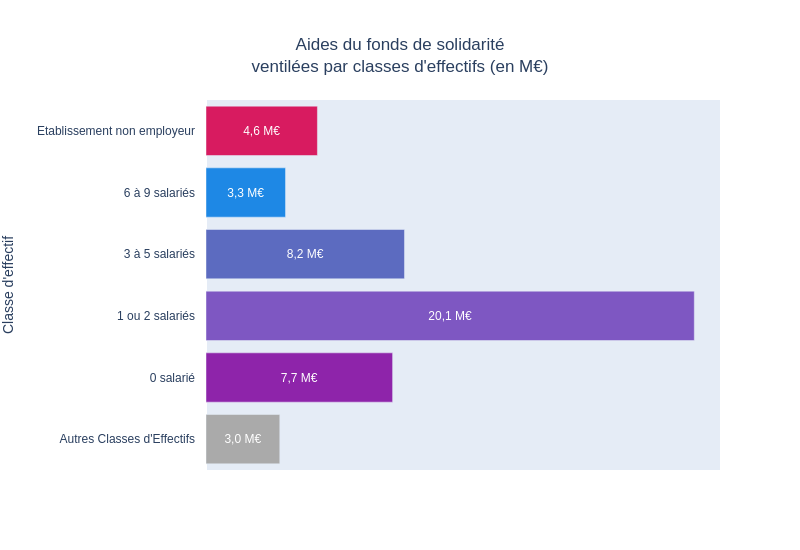 Aides du fonds de solidarité
ventilées par classes d'effectifs (en M€)
Classe d'effectif
Etablissement non employeur
4,6 M€
6 à 9 salariés
3,3 M€
3 à 5 salariés
8,2 M€
1 ou 2 salariés
20,1 M€
0 salarié
7,7 M€
Autres Classes d'Effectifs
3,0 M€